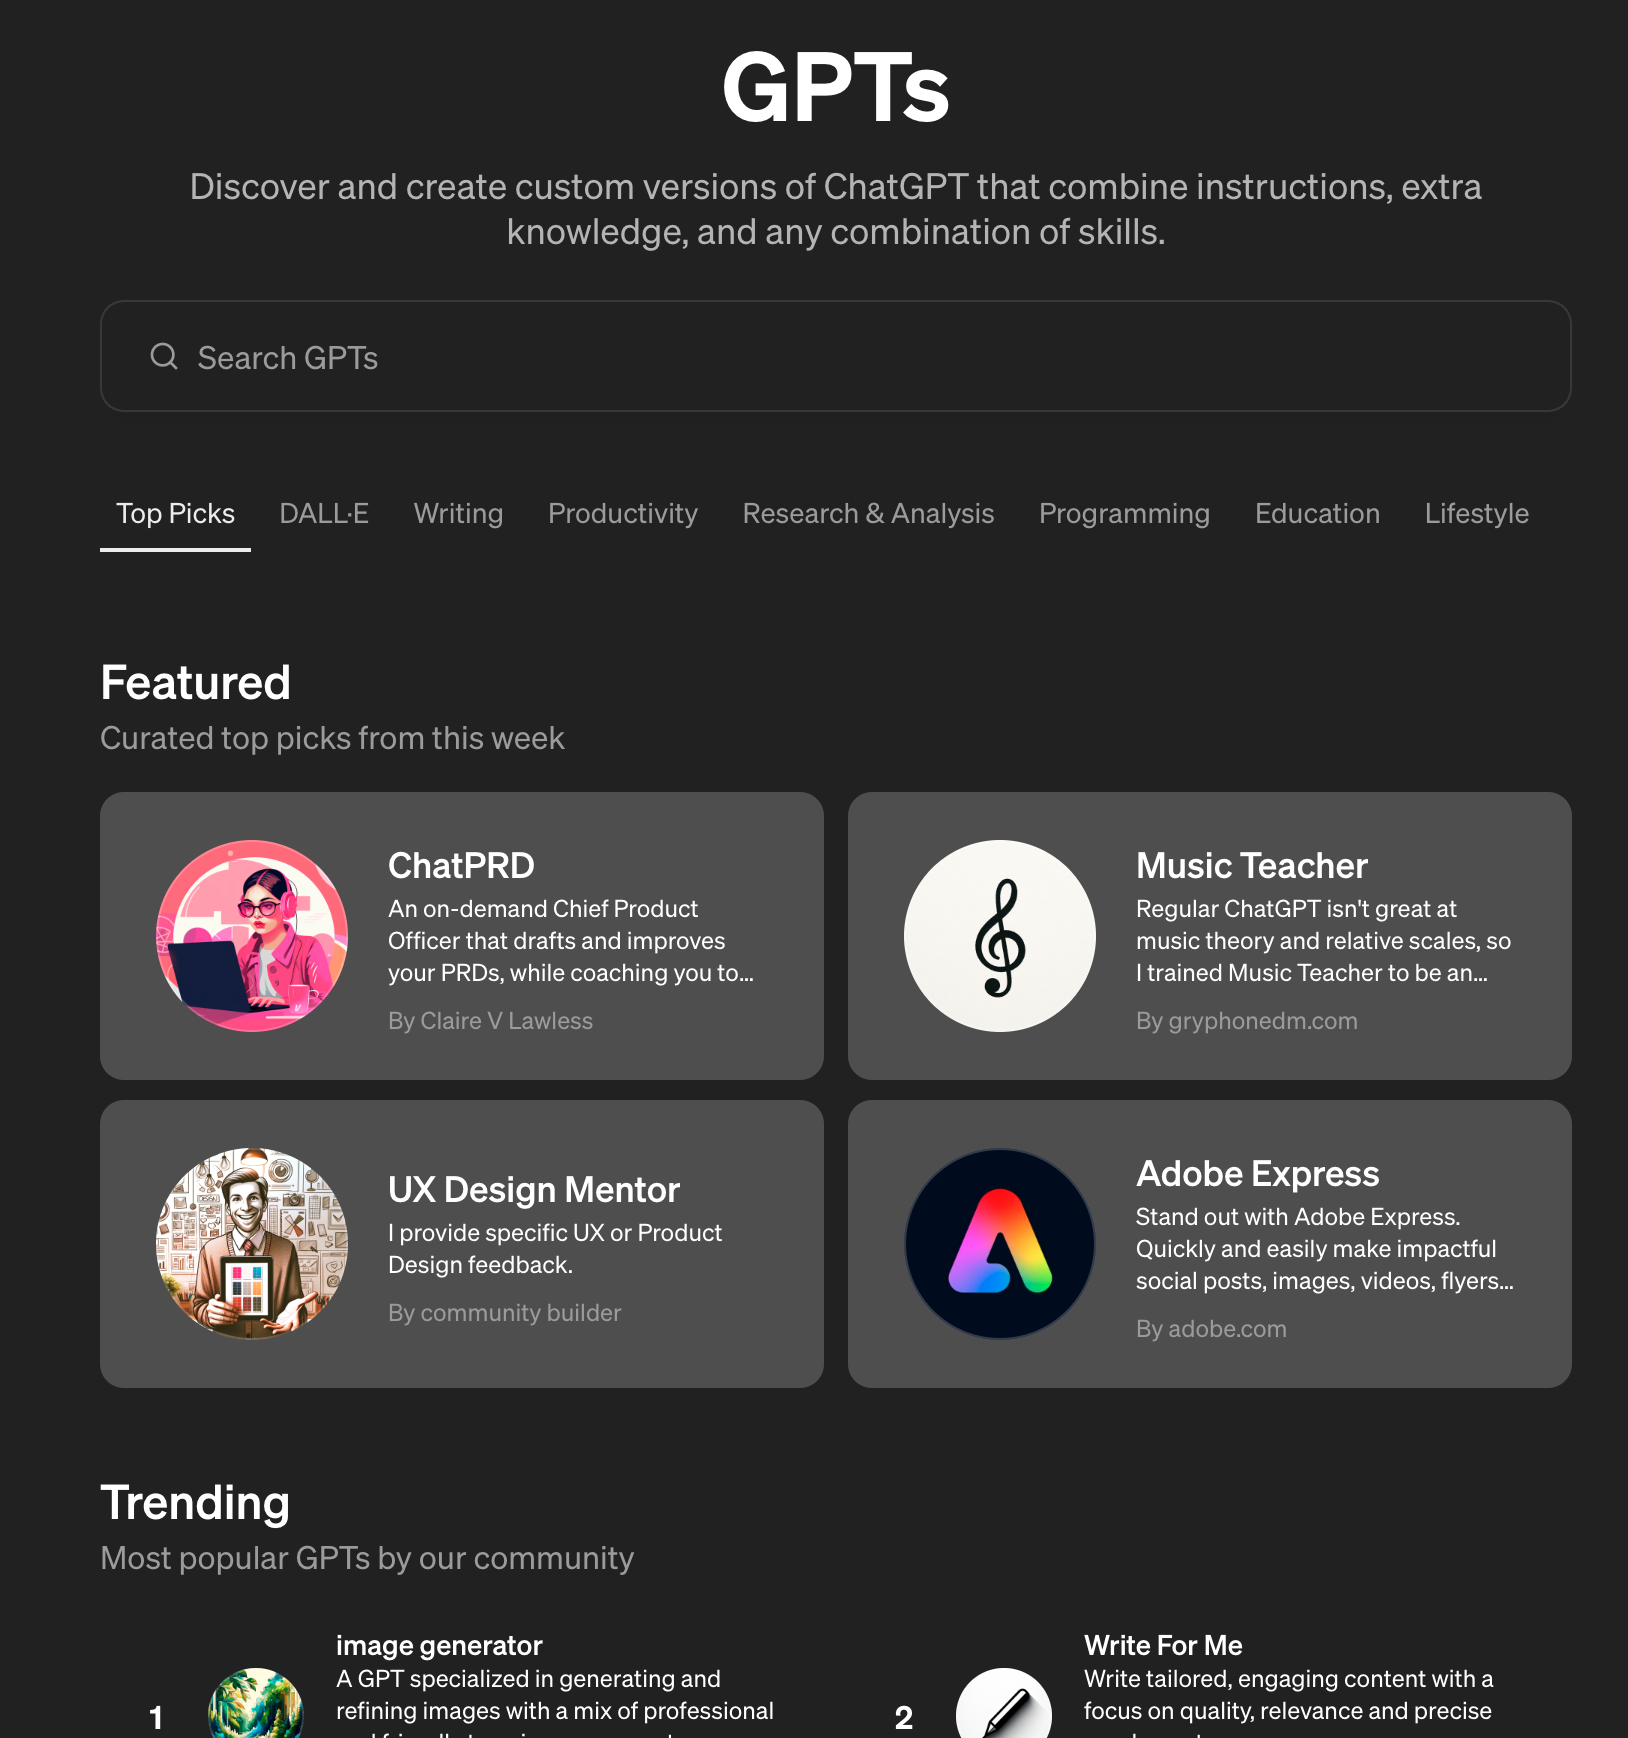 GPTs
Discover and create custom versions of ChatGPT that combine instructions, extra
knowledge, and any combination of skills.
Search GPTs
Top Picks
DALL·E
Writing
Productivity
Research & Analysis
Programming
Education
Lifestyle
Featured
Curated top picks from this week
ChatPRD
An on-demand Chief Product
Officer that drafts and improves
your PRDs, while coaching you to...
By Claire V Lawless
Music Teacher
Regular ChatGPT isn't great at
music theory and relative scales, so
I trained Music Teacher to be an...
By gryphonedm.com
UX Design Mentor
I provide specific UX or Product
Design feedback.
By community builder
Adobe Express
Stand out with Adobe Express.
Quickly and easily make impactful
social posts, images, videos, flyers...
By adobe.com
Trending
Most popular GPTs by our community
1
image generator
A GPT specialized in generating and
refining images with a mix of professional
2
Write For Me
Write tailored, engaging content with a
focus on quality, relevance and precise